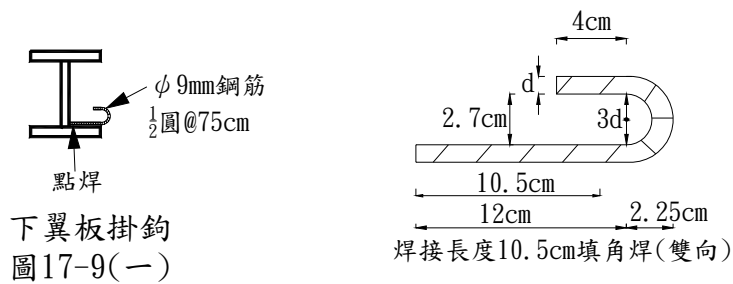 φ9mm鋼筋
½圓@75cm
點焊
下翼板掛鉤
圖17-9(一)
4cm
d
2.7cm
3d
10.5cm
12cm
2.25cm
焊接長度10.5cm填角焊(雙向)